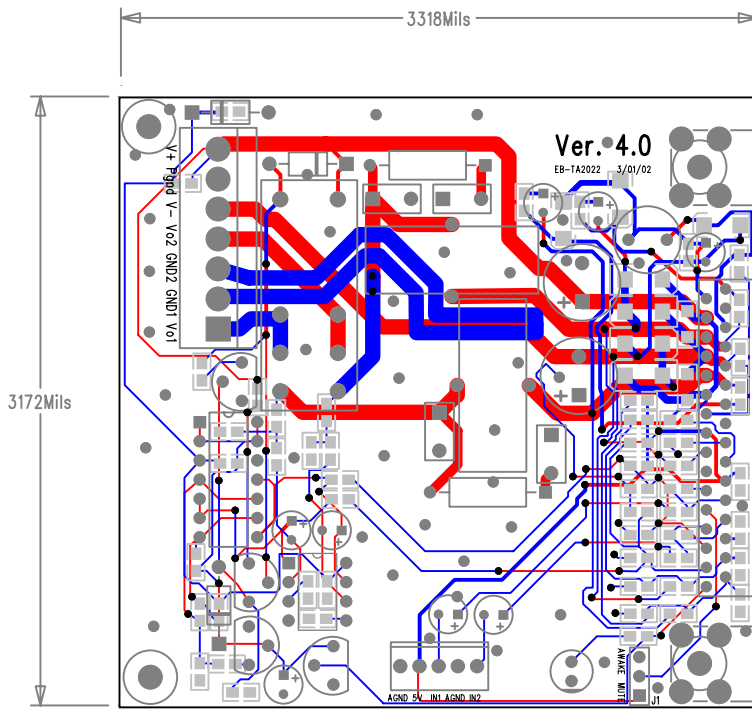 3318Mils
Ver. 4.0
EB-TA2022 3/01/02
V+ Pgnd V- Vo2 GND2 GND1 Vo1
3172Mils
AWAKE MUTE
J1
AGND 5V IN1 AGND IN2